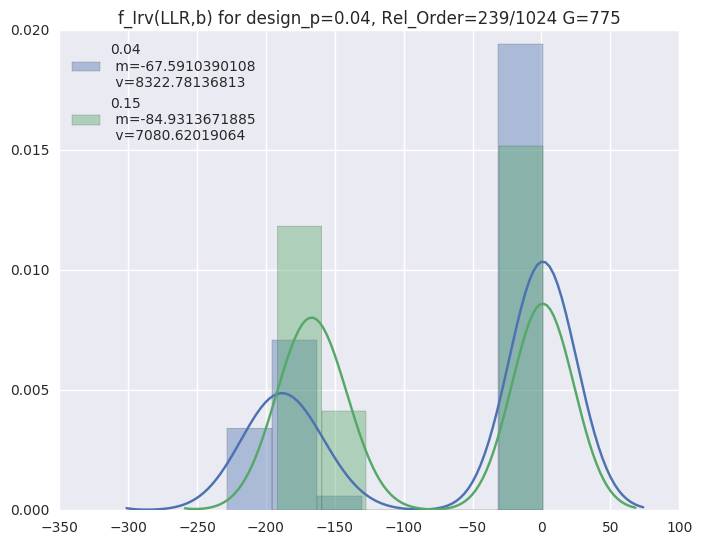 f_Irv(LLR,b) for design_p=0.04, Rel_Order=239/1024 G=775
0.04
m=-67.5910390108
v=8322.78136813
0.15
m=-84.9313671885
v=7080.62019064
0.020
0.015
0.010
0.005
0.000
−350 −300 −250 −200 −150 −100 −50 0 50 100